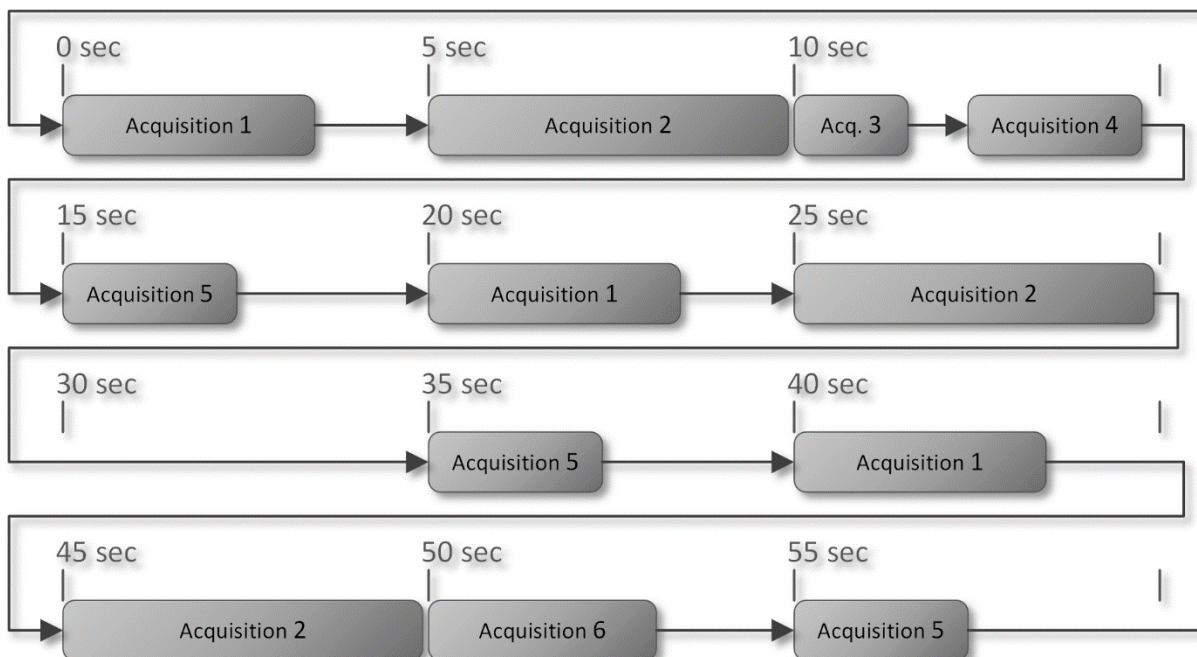 0 sec 5 sec 10 sec
Acquisition 1 Acquisition 2 Acq. 3 Acquisition 4
15 sec 20 sec 25 sec
Acquisition 5 Acquisition 1 Acquisition 2
30 sec 35 sec 40 sec
Acquisition 5 Acquisition 1
45 sec 50 sec 55 sec
Acquisition 2 Acquisition 6 Acquisition 5